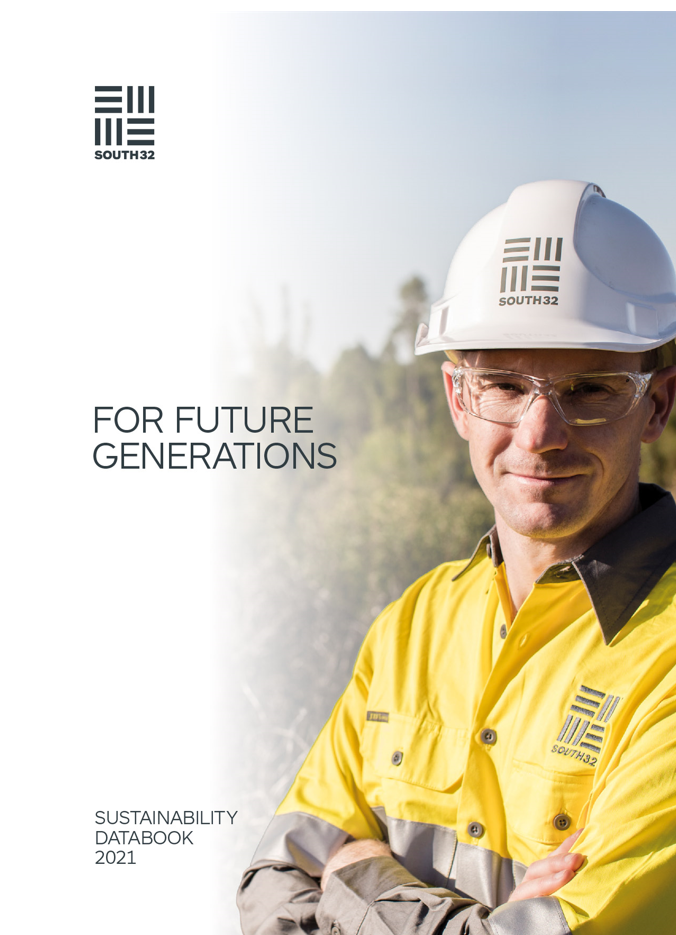 SOUTH32
SOUTH32
FOR FUTURE
GENERATIONS
SOUTH32
SUSTAINABILITY
DATABOOK
2021